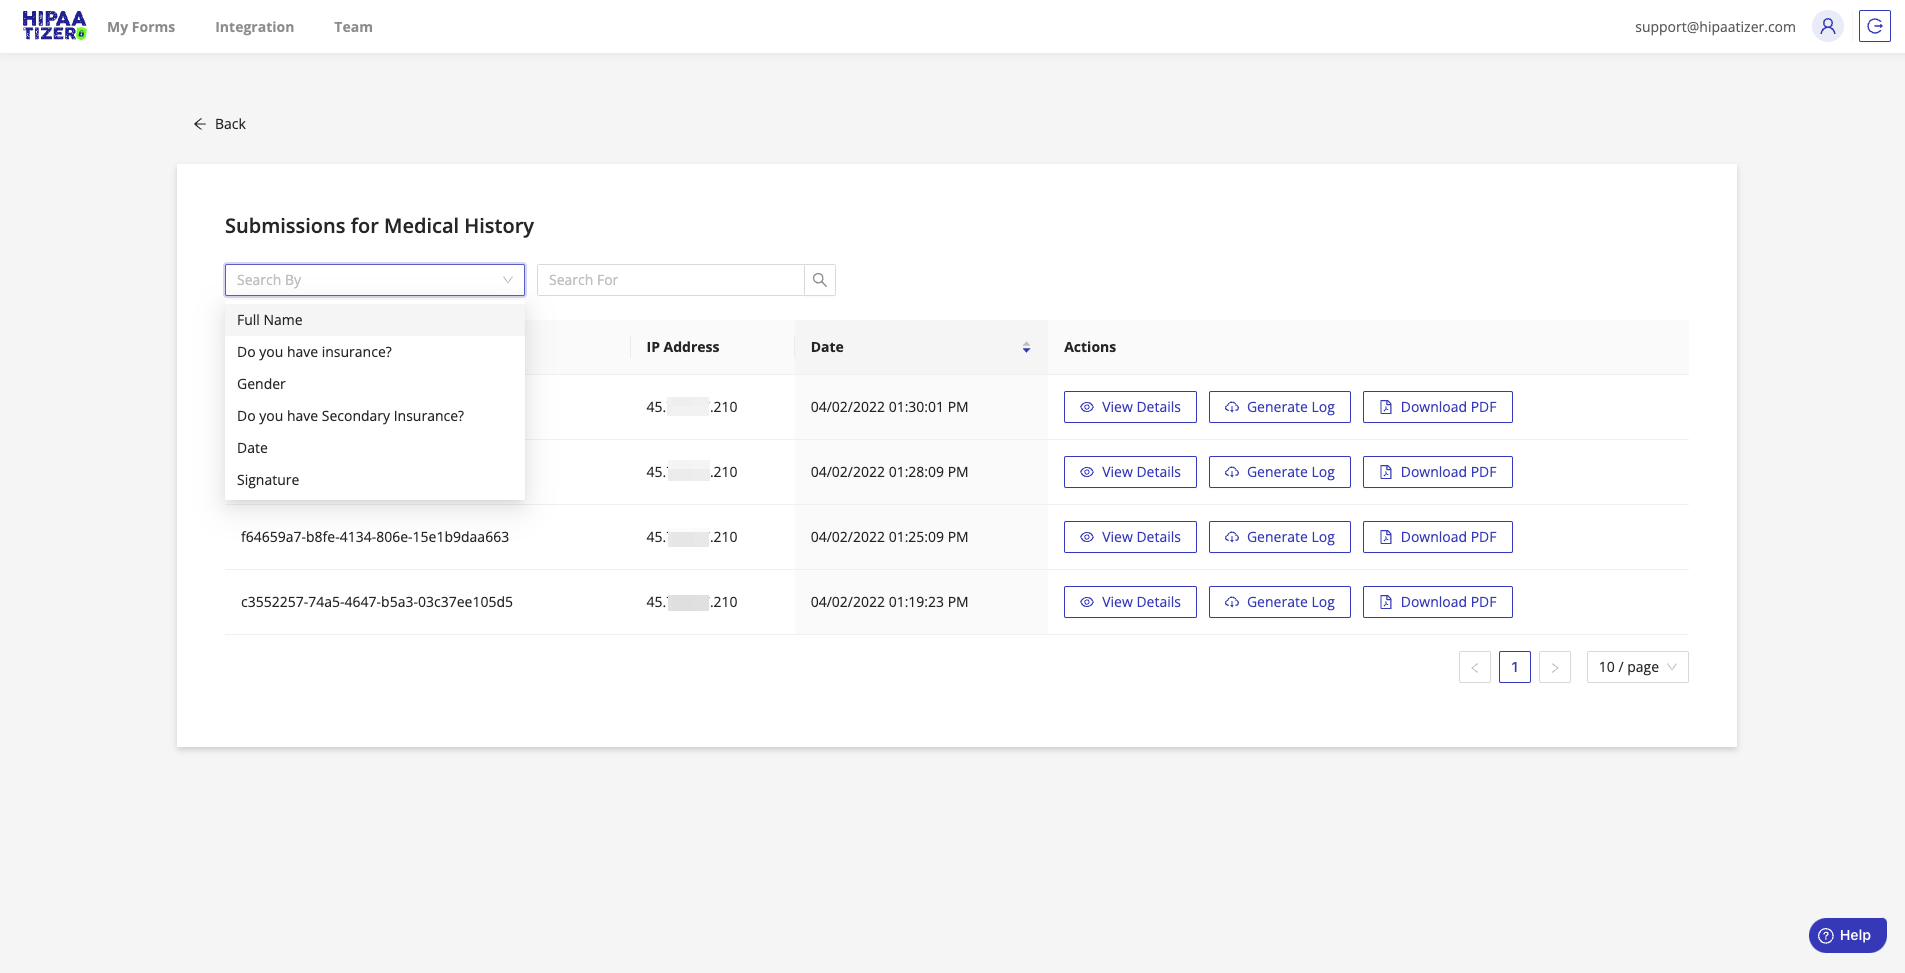 HIPAA
TIZER
My Forms Integration Team support@hipaatizer.com
Back
Submissions for Medical History
Search By Search For
Full Name
Do you have insurance?
Gender
Do you have Secondary Insurance?
Date
Signature
IP Address Date Actions
45. .210 04/02/2022 01:30:01 PM View Details Generate Log Download PDF
45. .210 04/02/2022 01:28:09 PM View Details Generate Log Download PDF
f64659a7-b8fe-4134-806e-15e1b9daa663 45. .210 04/02/2022 01:25:09 PM View Details Generate Log Download PDF
c3552257-74a5-4647-b5a3-03c37ee105d5 45. .210 04/02/2022 01:19:23 PM View Details Generate Log Download PDF
< 1 > 10 / page
Help